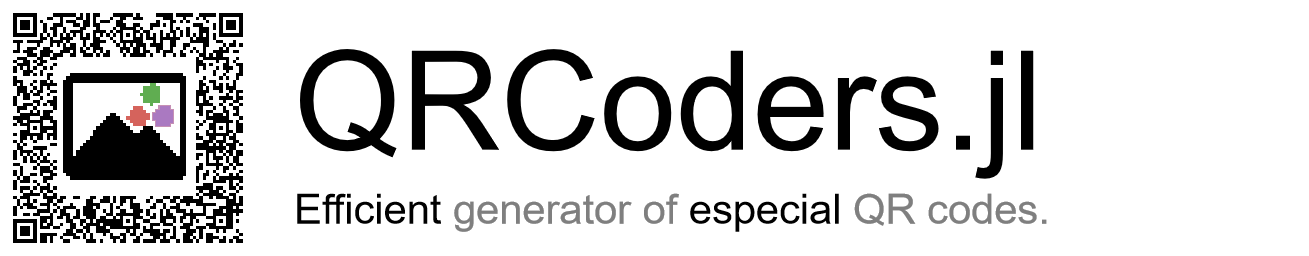 QRCoders.jl
Efficient generator of especial QR codes.